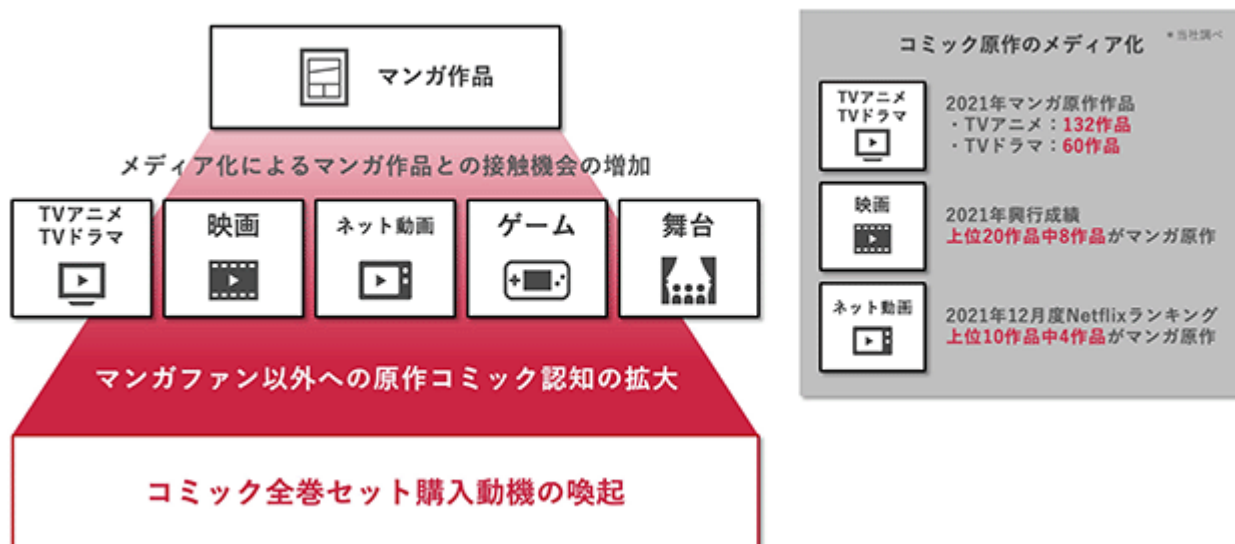 マンガ作品
メディア化によるマンガ作品との接触機会の増加
TVアニメ
TVドラマ
映画
ネット動画
ゲーム
舞台
マンガファン以外への原作コミック認知の拡大
コミック全巻セット購入動機の喚起
コミック原作のメディア化
*当社調べ
TVアニメ
TVドラマ
2021年マンガ原作作品
・TVアニメ：132作品
・TVドラマ：60作品
映画
2021年興行成績
上位20作品中8作品がマンガ原作
ネット動画
2021年12月度Netflixランキング
上位10作品中4作品がマンガ原作